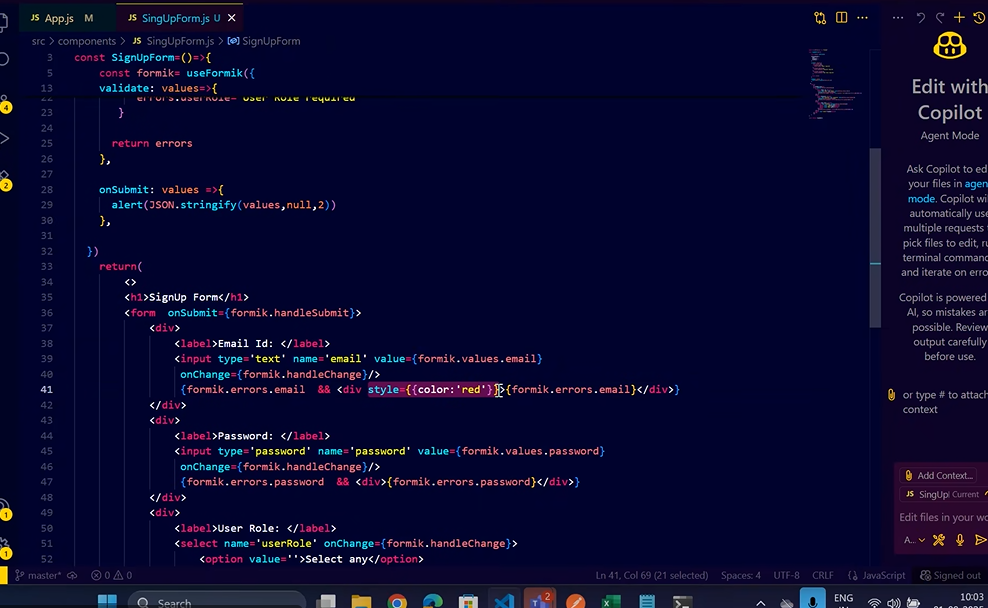 JS App.js M
JS SingUpForm.js U ✕
src > components > JS SingUpForm.js > SignUpForm
3 const SignUpForm=()=>{
5 const formik= useFormik({
13 validate: values=>{
22 errors.userRole= 'User Role required'
23 }
24
25 return errors
26 },
27
28 onSubmit: values =>{
29 alert(JSON.stringify(values,null,2))
30 },
31
32 })
33 return(
34 <>
35 <h1>SignUp Form</h1>
36 <form onSubmit={formik.handleSubmit}>
37 <div>
38 <label>Email Id: </label>
39 <input type='text' name='email' value={formik.values.email}
40 onChange={formik.handleChange}/>
41 {formik.errors.email && <div style={{color:'red'}}>{formik.errors.email}</div>}
42 </div>
43 <div>
44 <label>Password: </label>
45 <input type='password' name='password' value={formik.values.password}
46 onChange={formik.handleChange}/>
47 {formik.errors.password && <div>{formik.errors.password}</div>}
48 </div>
49 <div>
50 <label>User Role: </label>
51 <select name='userRole' onChange={formik.handleChange}>
52 <option value=''>Select any</option>
Edit with
Copilot
Agent Mode
Ask Copilot to ed
your files in agen
mode. Copilot wi
automatically use
multiple requests
pick files to edit, ru
terminal command
and iterate on erro
Copilot is powered
AI, so mistakes ar
possible. Review
output carefully
before use.
or type # to attach
context
Add Context...
JS SingUp Current
Edit files in your wo
A..
4
2
1
1
master*
0 0
Ln 41, Col 69 (21 selected)
Spaces: 4
UTF-8
CRLF
{} JavaScript
Signed out
Search
2
ENG
10:03